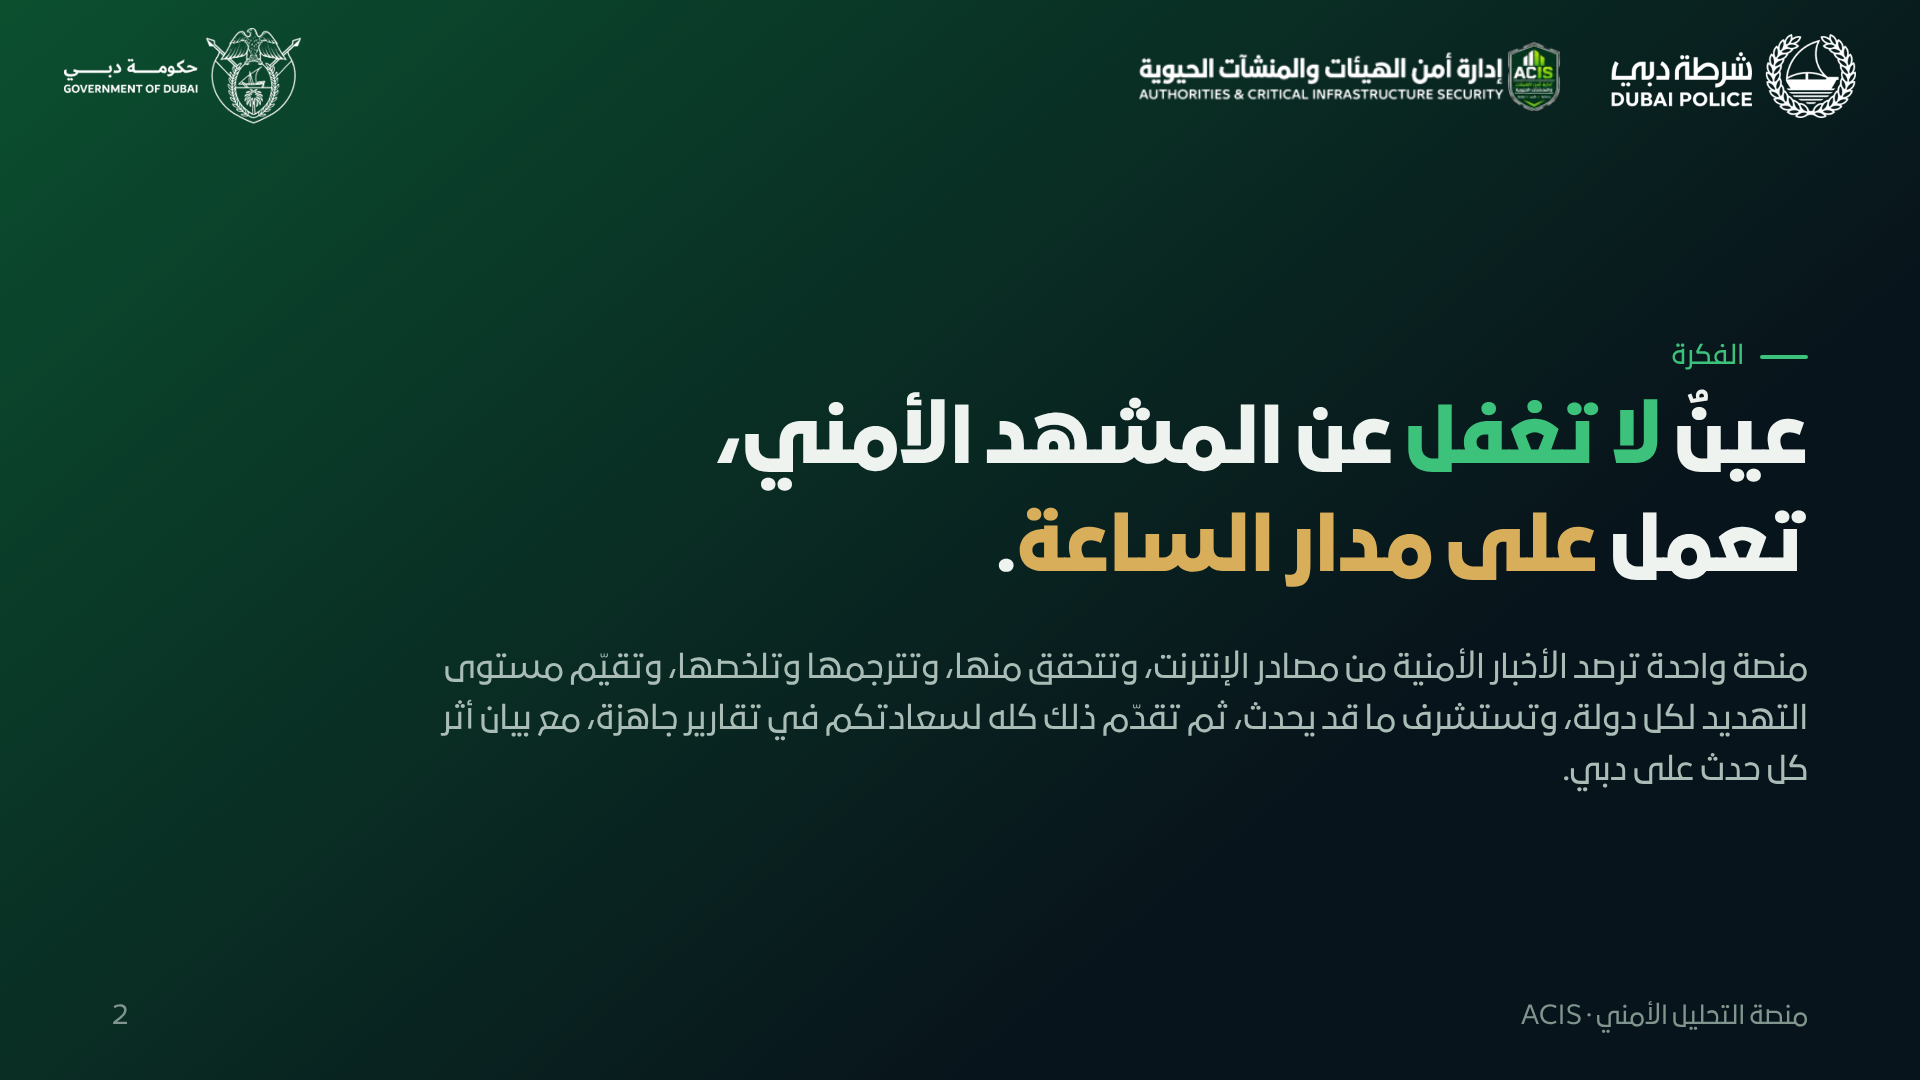 شرطة دبي
DUBAI POLICE
إدارة أمن الهيئات والمنشآت الحيوية
AUTHORITIES & CRITICAL INFRASTRUCTURE SECURITY
ACIS
حكومـــة دبـــي
GOVERNMENT OF DUBAI
الفكرة
عينٌ لا تغفل عن المشهد الأمني،
تعمل على مدار الساعة.
منصة واحدة ترصد الأخبار الأمنية من مصادر الإنترنت، وتتحقق منها، وتترجمها وتلخصها، وتقيّم مستوى
التهديد لكل دولة، وتستشرف ما قد يحدث، ثم تقدّم ذلك كله لسعادتكم في تقارير جاهزة، مع بيان أثر
كل حدث على دبي.
منصة التحليل الأمني · ACIS
2